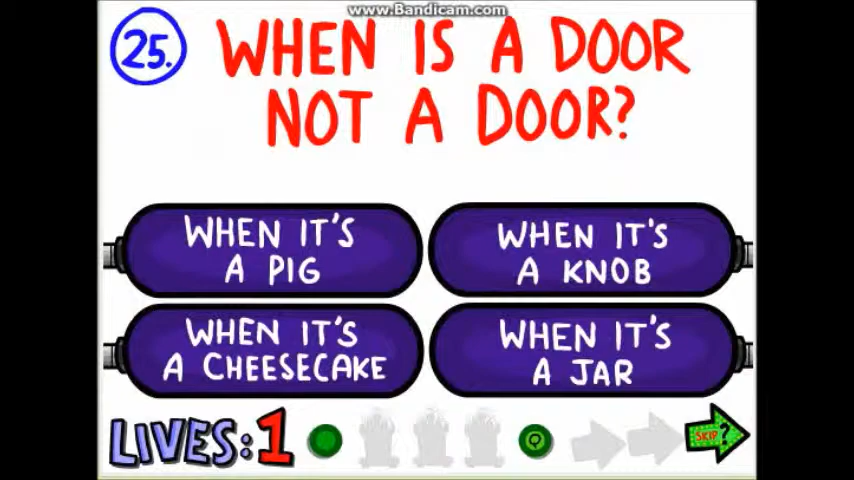 www.Bandicam.com
25.
WHEN IS A DOOR
NOT A DOOR?
WHEN IT'S
A PIG
WHEN IT'S
A KNOB
WHEN IT'S
A CHEESECAKE
WHEN IT'S
A JAR
LIVES:1
SKIP?